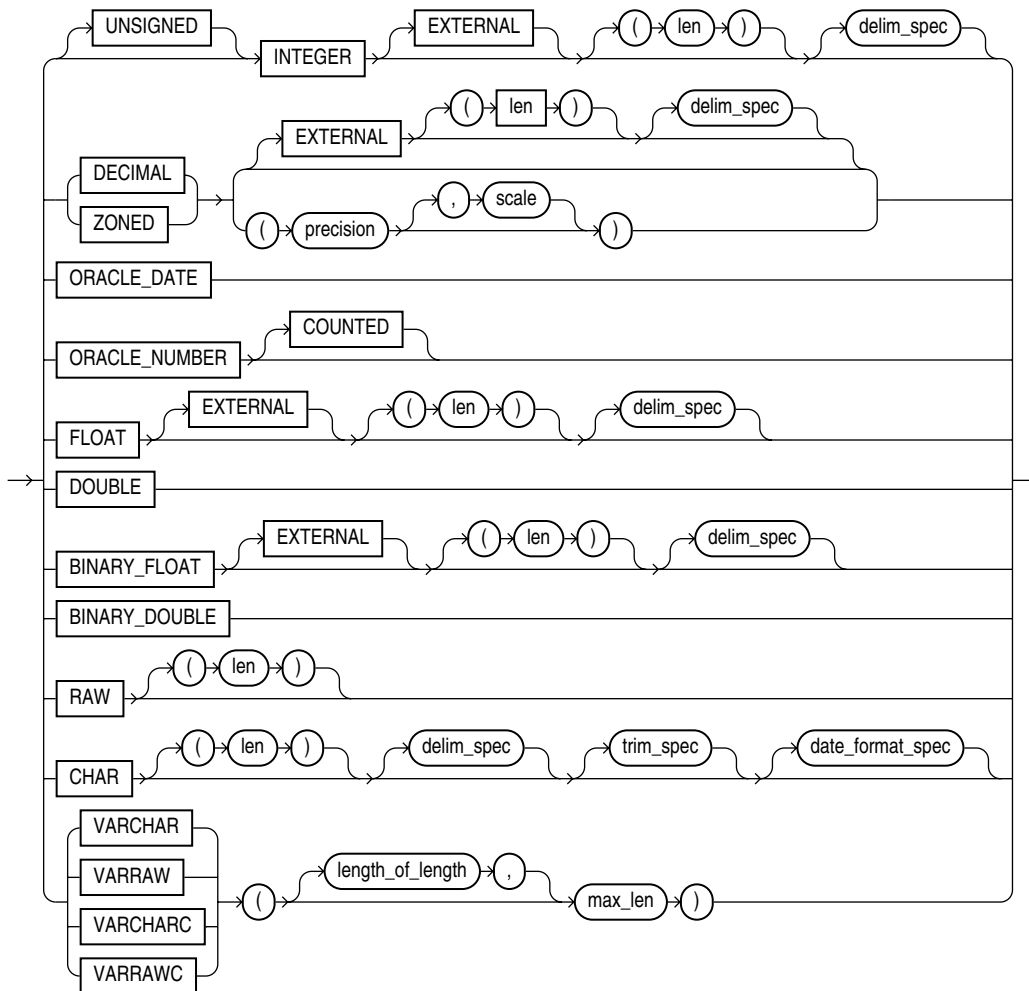 UNSIGNED INTEGER EXTERNAL ( len ) delim_spec
EXTERNAL ( len ) delim_spec
DECIMAL
ZONED
( precision , scale )
ORACLE_DATE
ORACLE_NUMBER COUNTED
FLOAT EXTERNAL ( len ) delim_spec
DOUBLE
BINARY_FLOAT EXTERNAL ( len ) delim_spec
BINARY_DOUBLE
RAW ( len )
CHAR ( len ) delim_spec trim_spec date_format_spec
VARCHAR
VARRAW
VARCHARC
VARRAWC
( length_of_length , max_len )